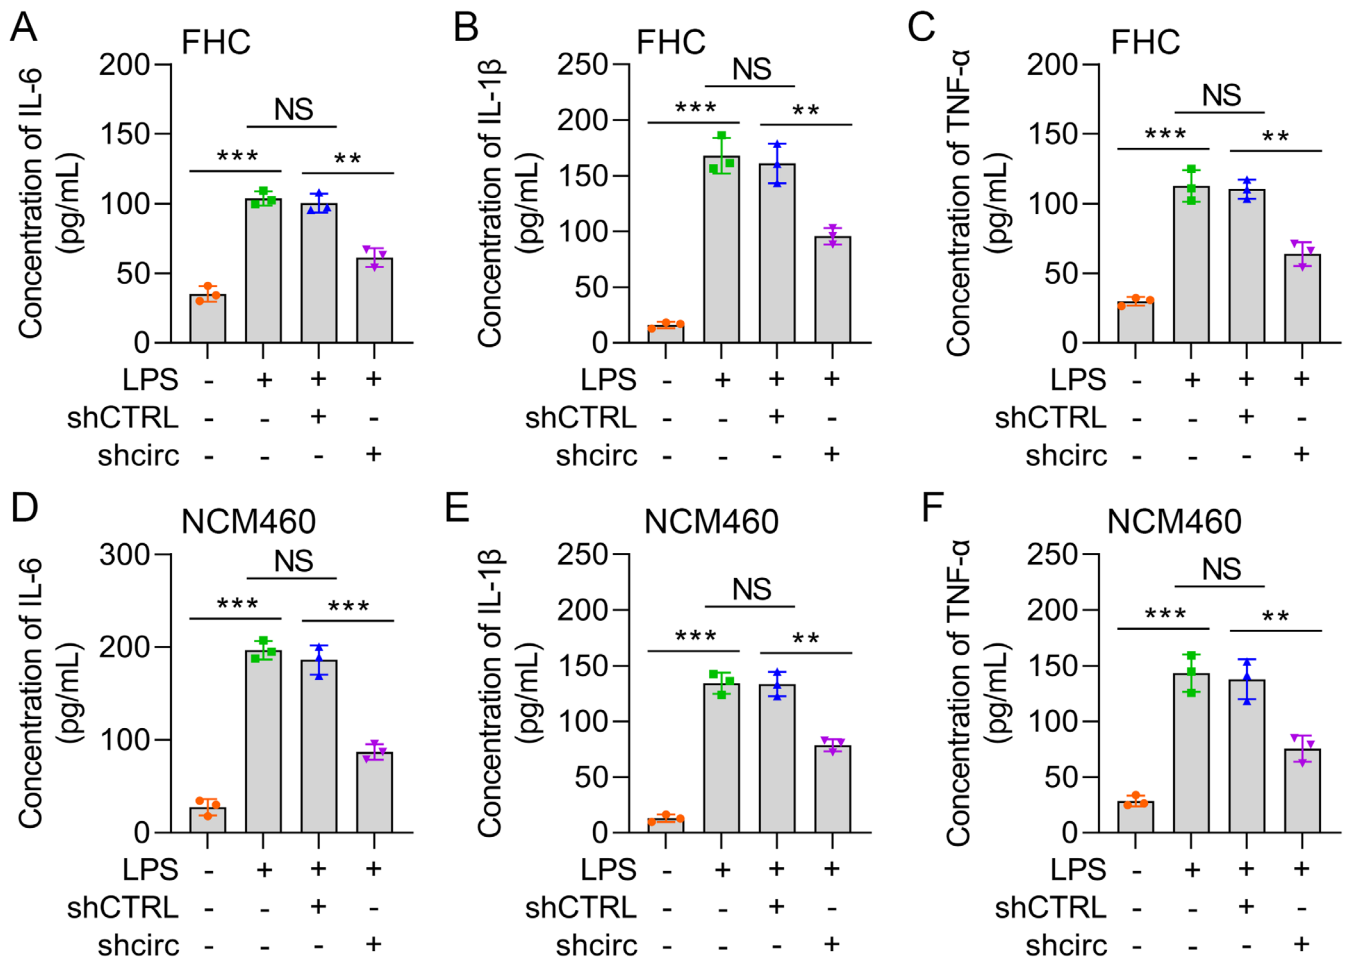 A
FHC
Concentration of IL-6
(pg/mL)
200
150
100
50
0
NS
*** **
LPS - + + +
shCTRL - - + -
shcirc - - - +
B
FHC
Concentration of IL-1β
(pg/mL)
250
200
150
100
50
0
NS
*** **
LPS - + + +
shCTRL - - + -
shcirc - - - +
C
FHC
Concentration of TNF-α
(pg/mL)
200
150
100
50
0
NS
*** **
LPS - + + +
shCTRL - - + -
shcirc - - - +
D
NCM460
Concentration of IL-6
(pg/mL)
300
200
100
0
NS
*** ***
LPS - + + +
shCTRL - - + -
shcirc - - - +
E
NCM460
Concentration of IL-1β
(pg/mL)
250
200
150
100
50
0
NS
*** **
LPS - + + +
shCTRL - - + -
shcirc - - - +
F
NCM460
Concentration of TNF-α
(pg/mL)
250
200
150
100
50
0
NS
*** **
LPS - + + +
shCTRL - - + -
shcirc - - - +